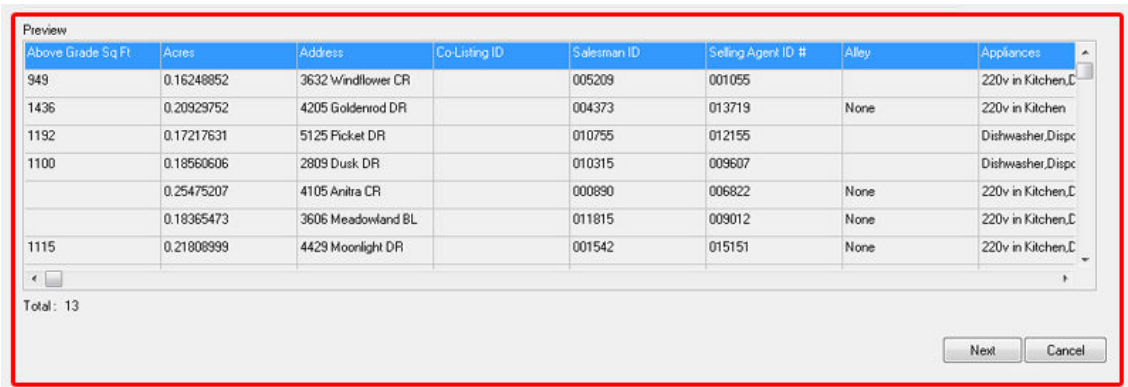 Preview
Above Grade Sq Ft Acres Address Co-Listing ID Salesman ID Selling Agent ID # Alley Appliances
949 0.16248852 3632 Windflower CR 005209 001055 220v in Kitchen,D
1436 0.20929752 4205 Goldenrod DR 004373 013719 None 220v in Kitchen
1192 0.17217631 5125 Picket DR 010755 012155 Dishwasher,Dispo
1100 0.18560606 2809 Dusk DR 010315 009607 Dishwasher,Dispo
0.25475207 4105 Anitra CR 000890 006822 None 220v in Kitchen,D
0.18365473 3606 Meadowland BL 011815 009012 None 220v in Kitchen,D
1115 0.21808999 4429 Moonlight DR 001542 015151 None 220v in Kitchen,D
Total: 13
Next Cancel